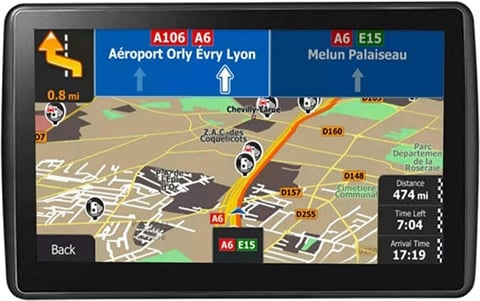 A106 A6
Aéroport Orly Évry Lyon
A6 E15
Melun Palaiseau
0.8 mi
Chevilly-Larue
D7
Z.A.C. des
Coquelicots
D160
Parc
Département
de la
Roseraie
D148
Cimetière
Communal
D157
D255
A6
A6 E15
Distance
474 mi
Time Left
7:04
Arrival Time
17:19
Back